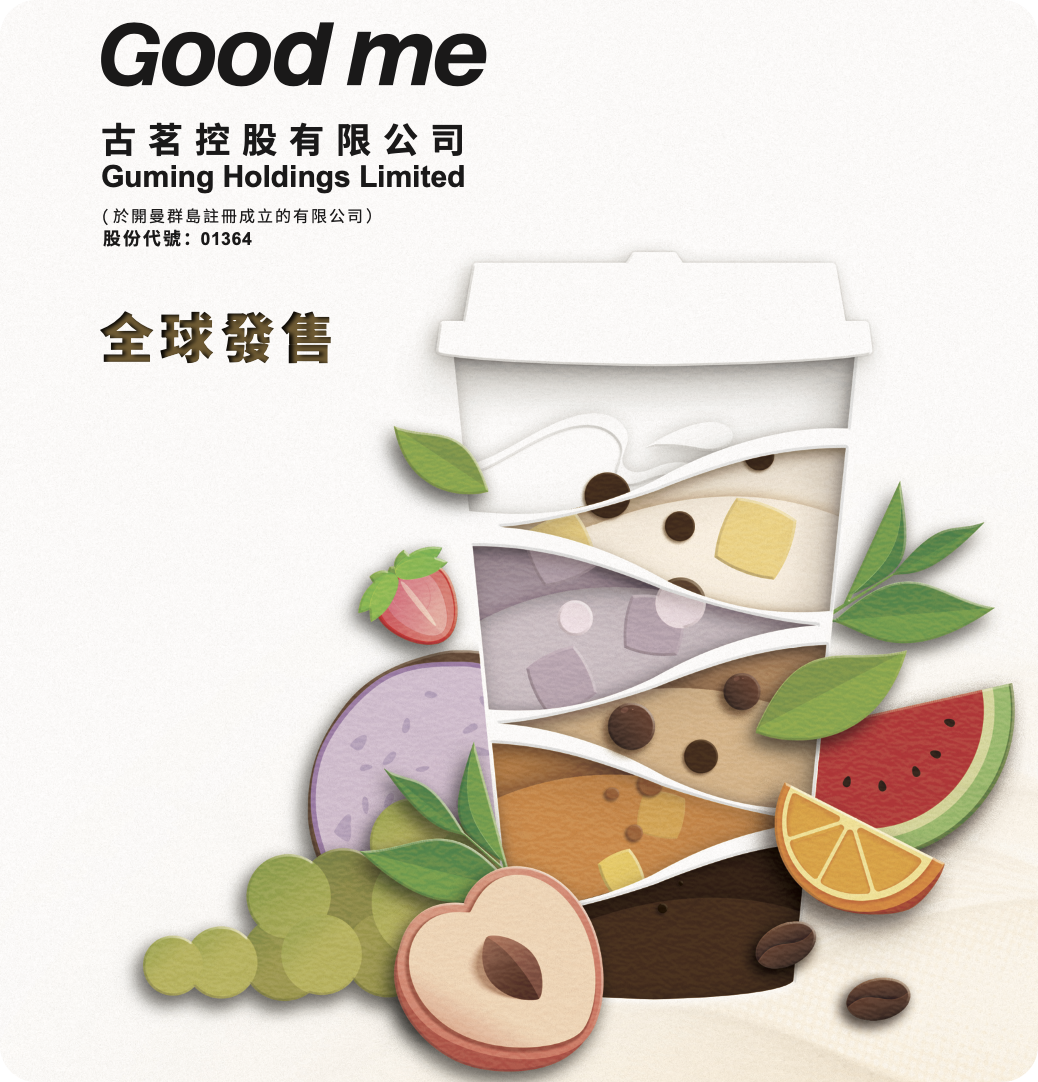 Good me
古茗控股有限公司
Guming Holdings Limited
(於開曼群島註冊成立的有限公司)
股份代號：01364
全球發售